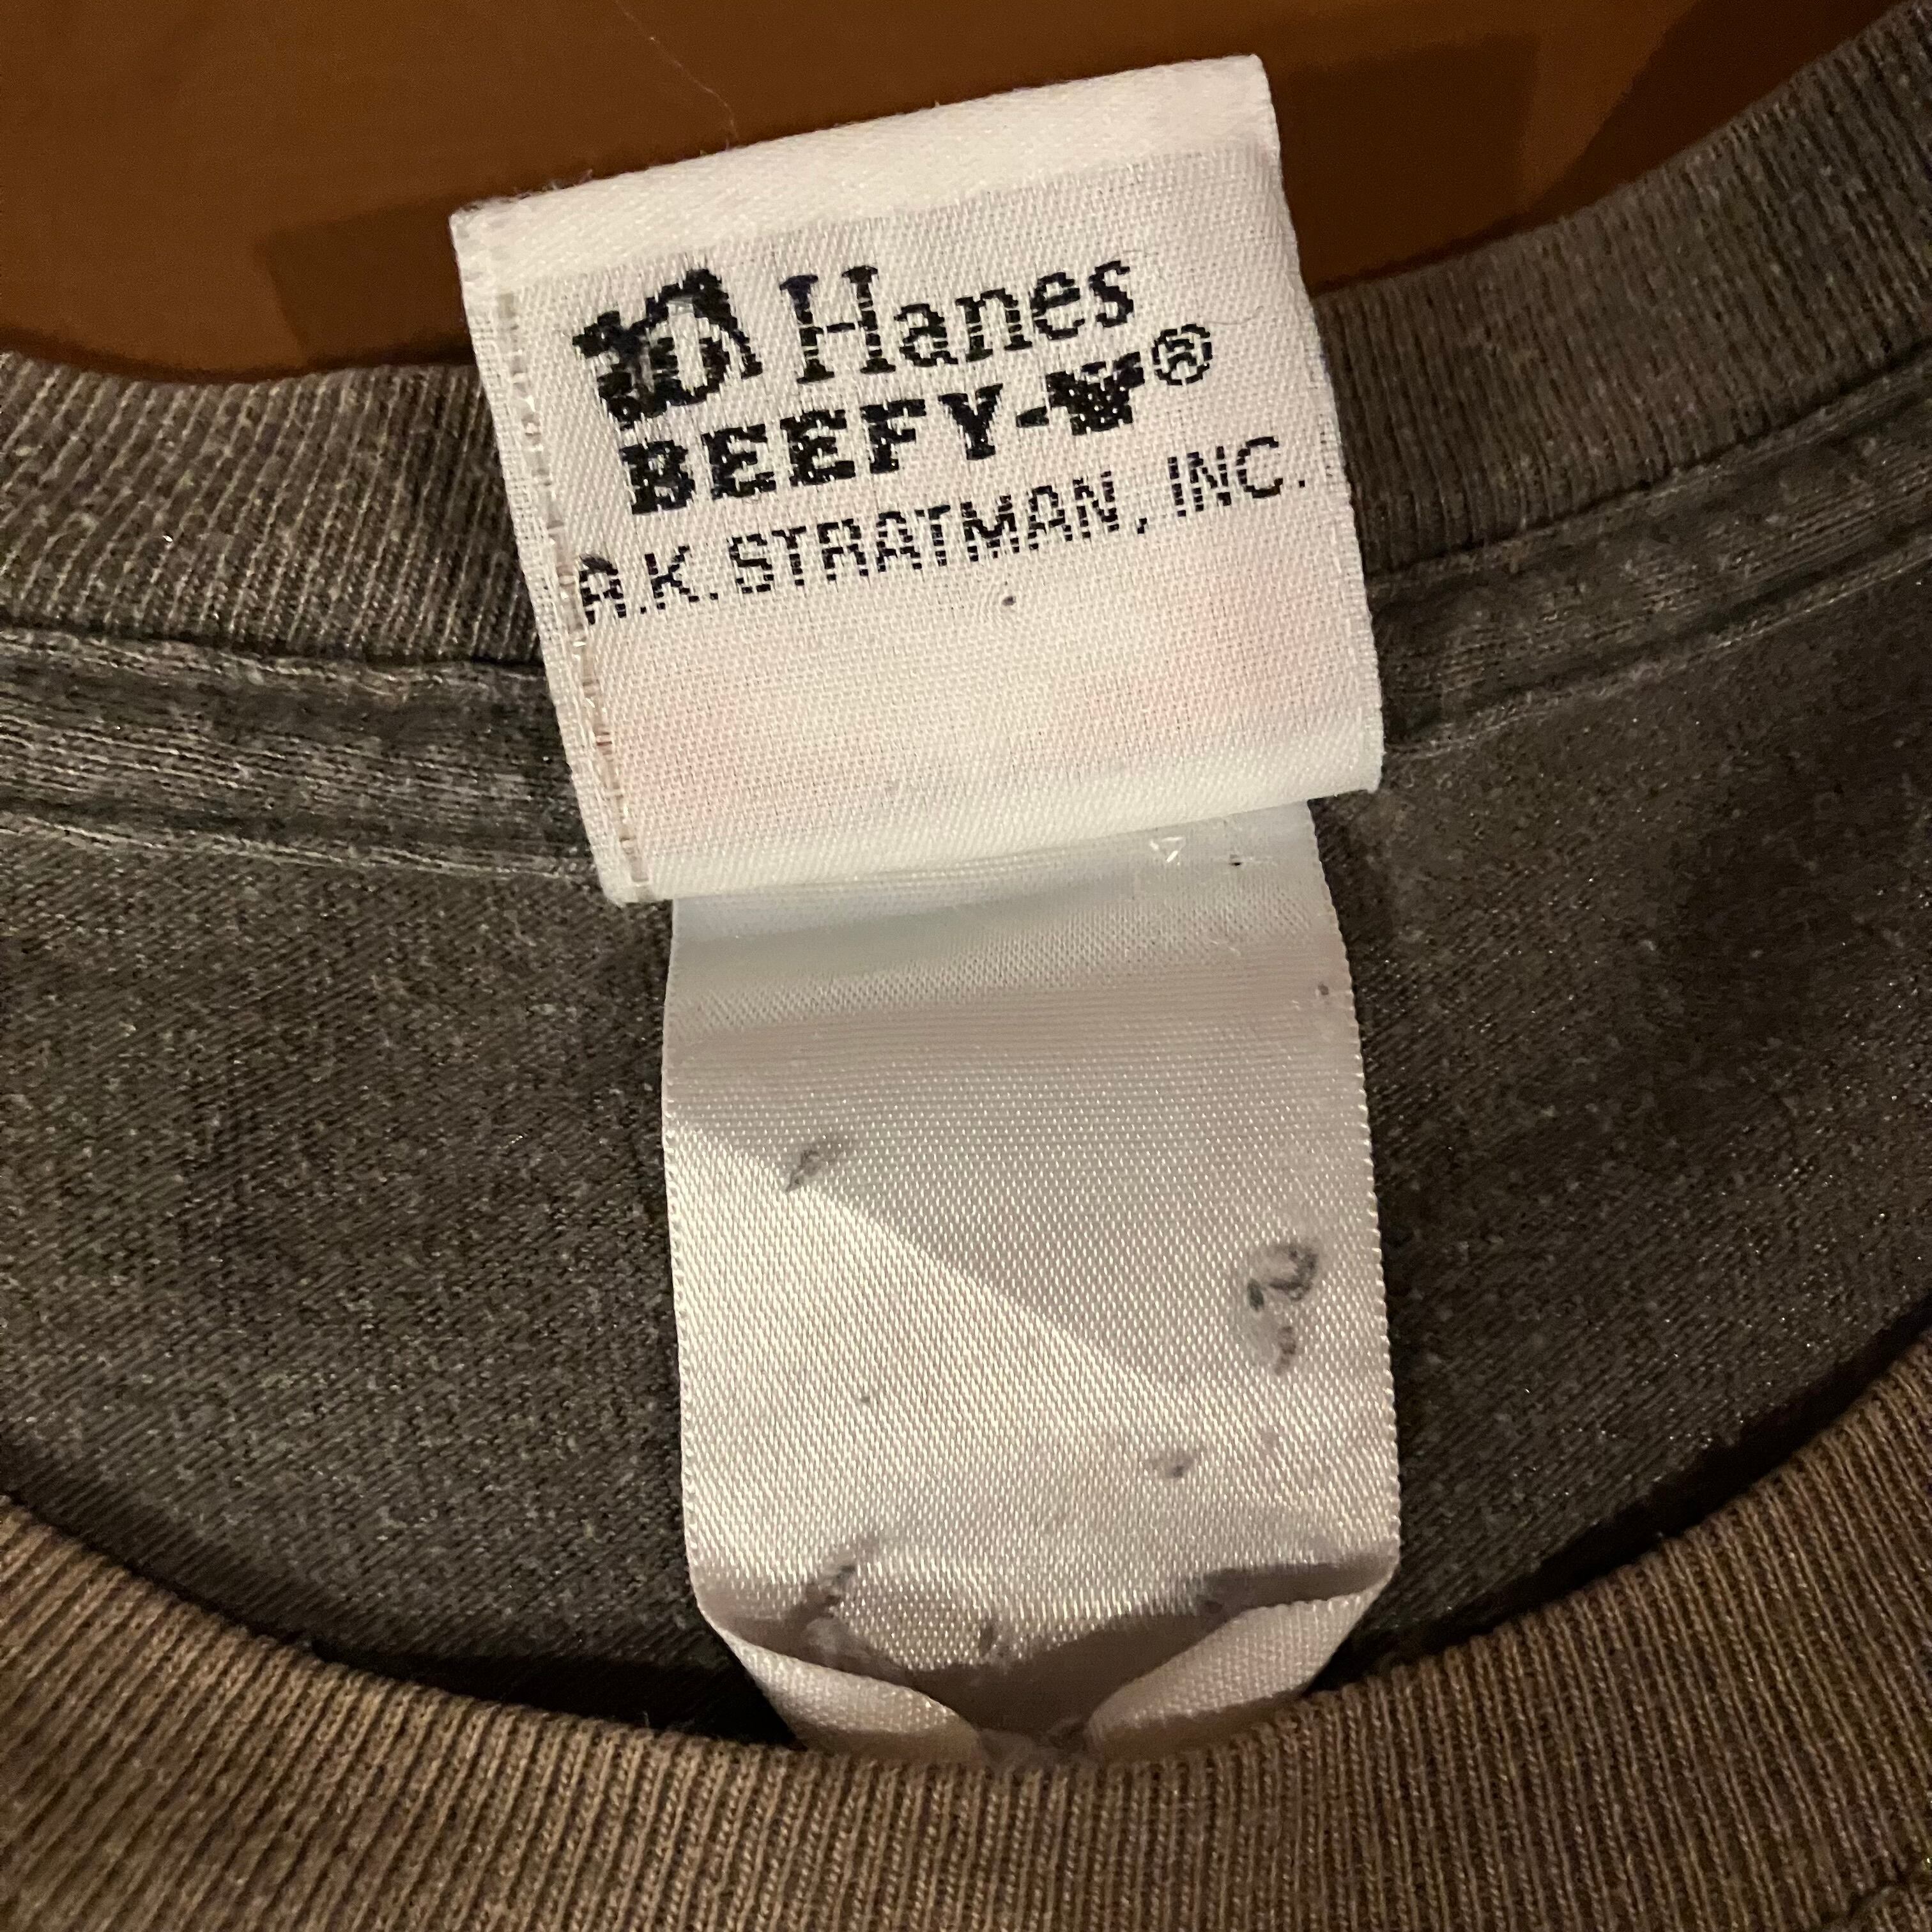 Hanes
BEEFY-T®
A.K. STRATMAN, INC.